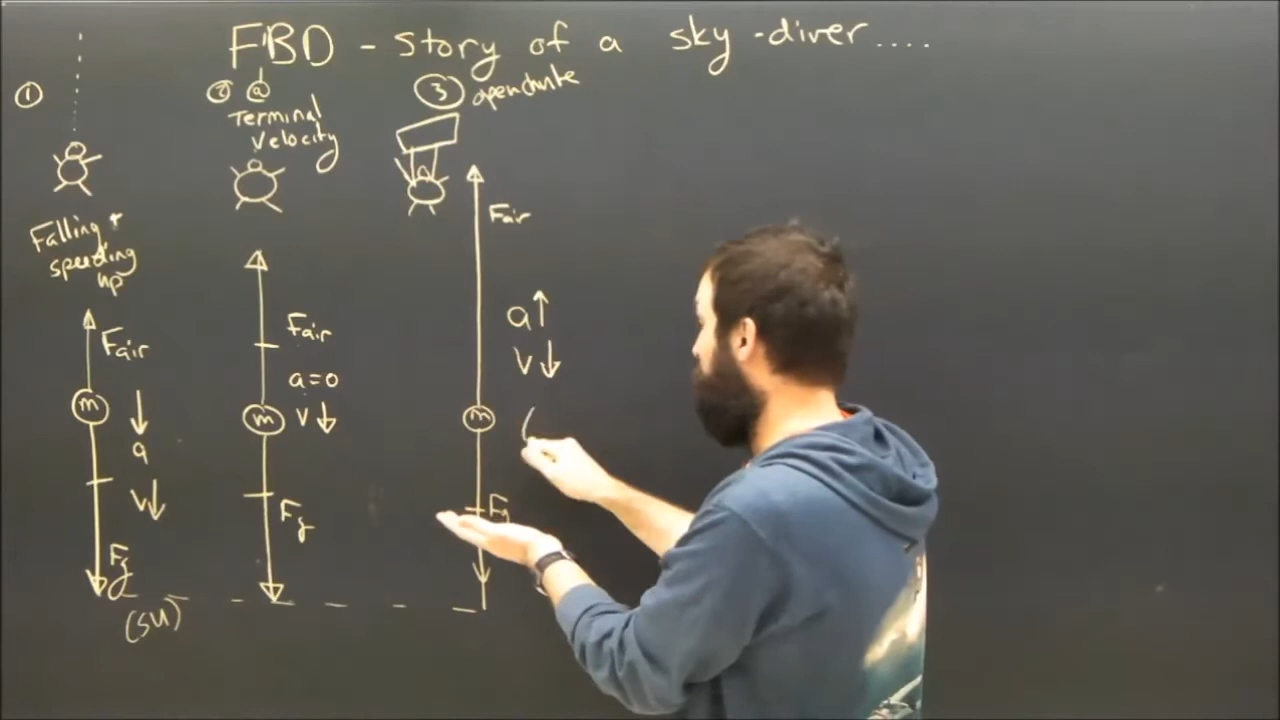 FBD - Story of a sky-diver....
①
Falling +
speeding
up
Fair
m
a
v
Fg
(SU)
② @
Terminal
Velocity
Fair
a=0
v
m
Fg
③ open chute
Fair
a
v
m
Fg